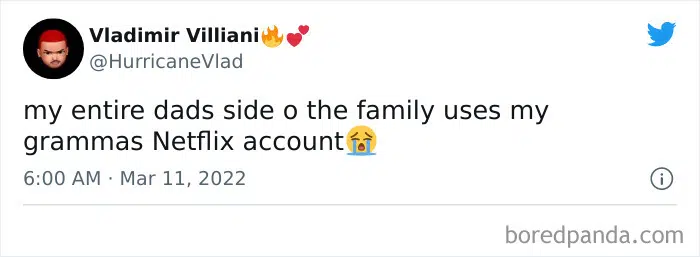 Vladimir Villiani🔥💕
@HurricaneVlad
my entire dads side o the family uses my
grammas Netflix account😭
6:00 AM · Mar 11, 2022
boredpanda.com